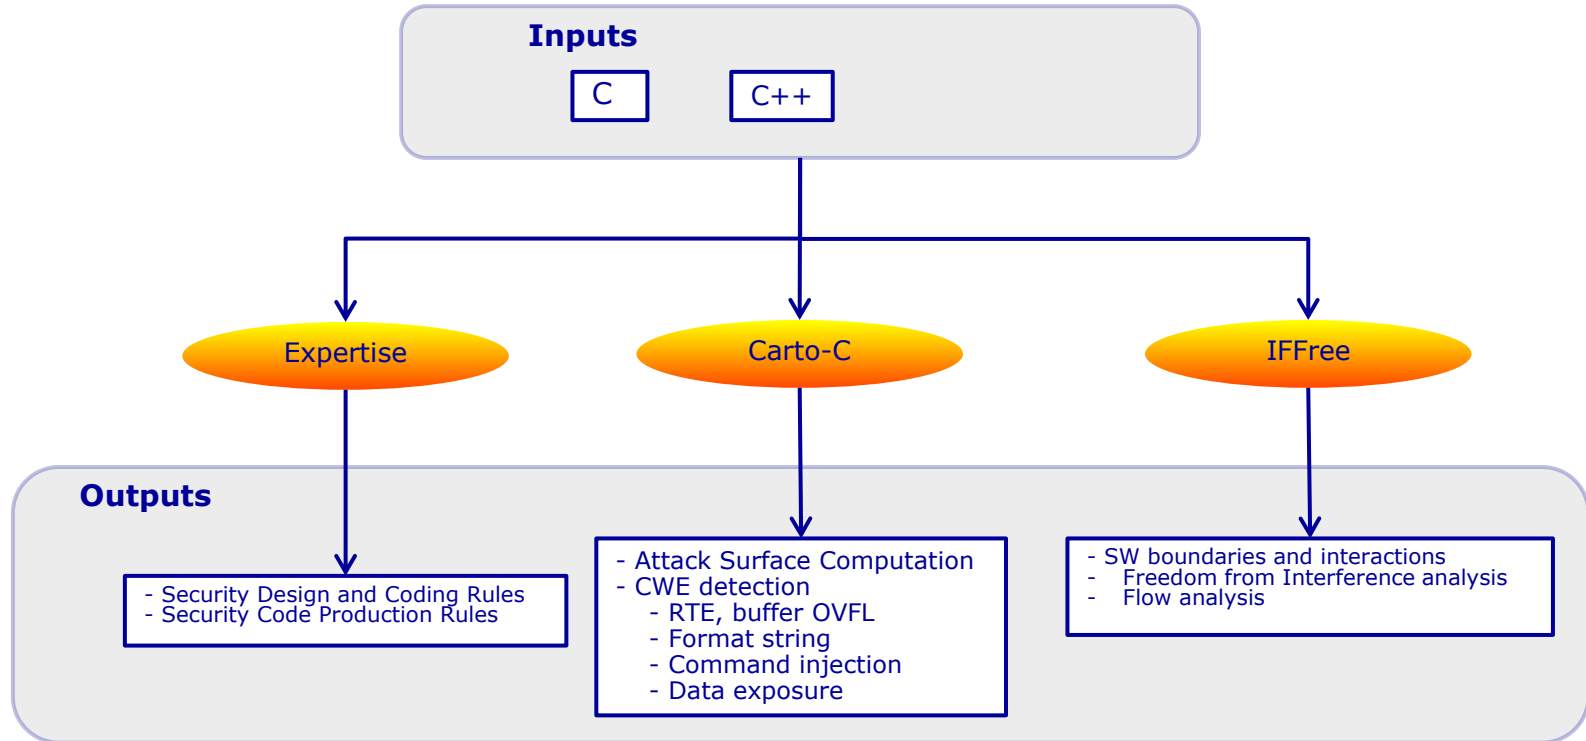 Inputs
C
C++
Expertise
Carto-C
IFFree
Outputs
- Security Design and Coding Rules
- Security Code Production Rules
- Attack Surface Computation
- CWE detection
- RTE, buffer OVFL
- Format string
- Command injection
- Data exposure
- SW boundaries and interactions
- Freedom from Interference analysis
- Flow analysis